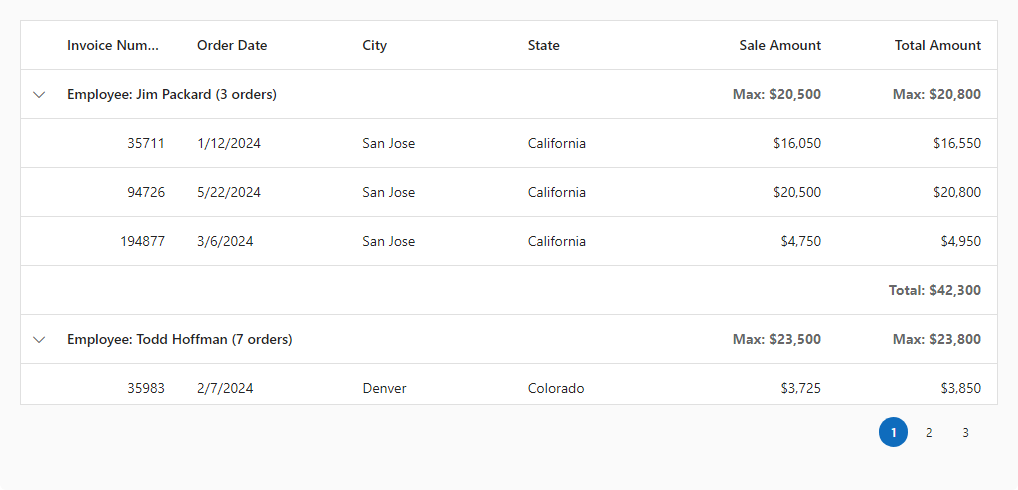 Invoice Num... Order Date City State Sale Amount Total Amount
Employee: Jim Packard (3 orders) Max: $20,500 Max: $20,800
35711 1/12/2024 San Jose California $16,050 $16,550
94726 5/22/2024 San Jose California $20,500 $20,800
194877 3/6/2024 San Jose California $4,750 $4,950
Total: $42,300
Employee: Todd Hoffman (7 orders) Max: $23,500 Max: $23,800
35983 2/7/2024 Denver Colorado $3,725 $3,850
1 2 3